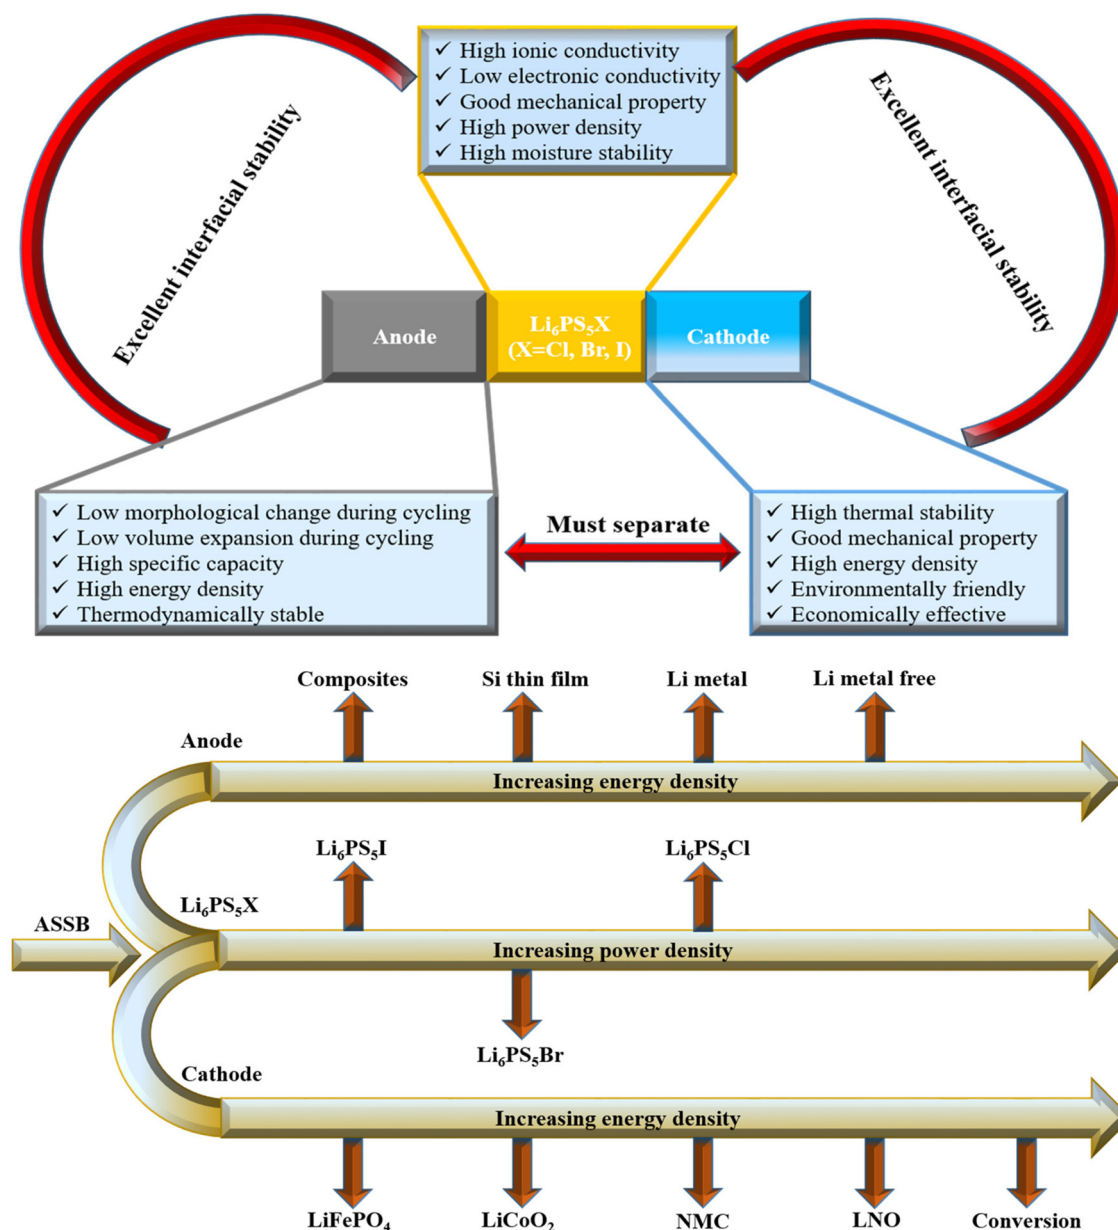 ✓ High ionic conductivity
✓ Low electronic conductivity
✓ Good mechanical property
✓ High power density
✓ High moisture stability
Excellent interfacial stability
Excellent interfacial stability
Anode
Li₆PS₅X
(X=Cl, Br, I)
Cathode
✓ Low morphological change during cycling
✓ Low volume expansion during cycling
✓ High specific capacity
✓ High energy density
✓ Thermodynamically stable
Must separate
✓ High thermal stability
✓ Good mechanical property
✓ High energy density
✓ Environmentally friendly
✓ Economically effective
Composites
Si thin film
Li metal
Li metal free
Anode
Increasing energy density
Li₆PS₅I
Li₆PS₅Cl
Li₆PS₅X
ASSB
Increasing power density
Li₆PS₅Br
Cathode
Increasing energy density
LiFePO₄
LiCoO₂
NMC
LNO
Conversion